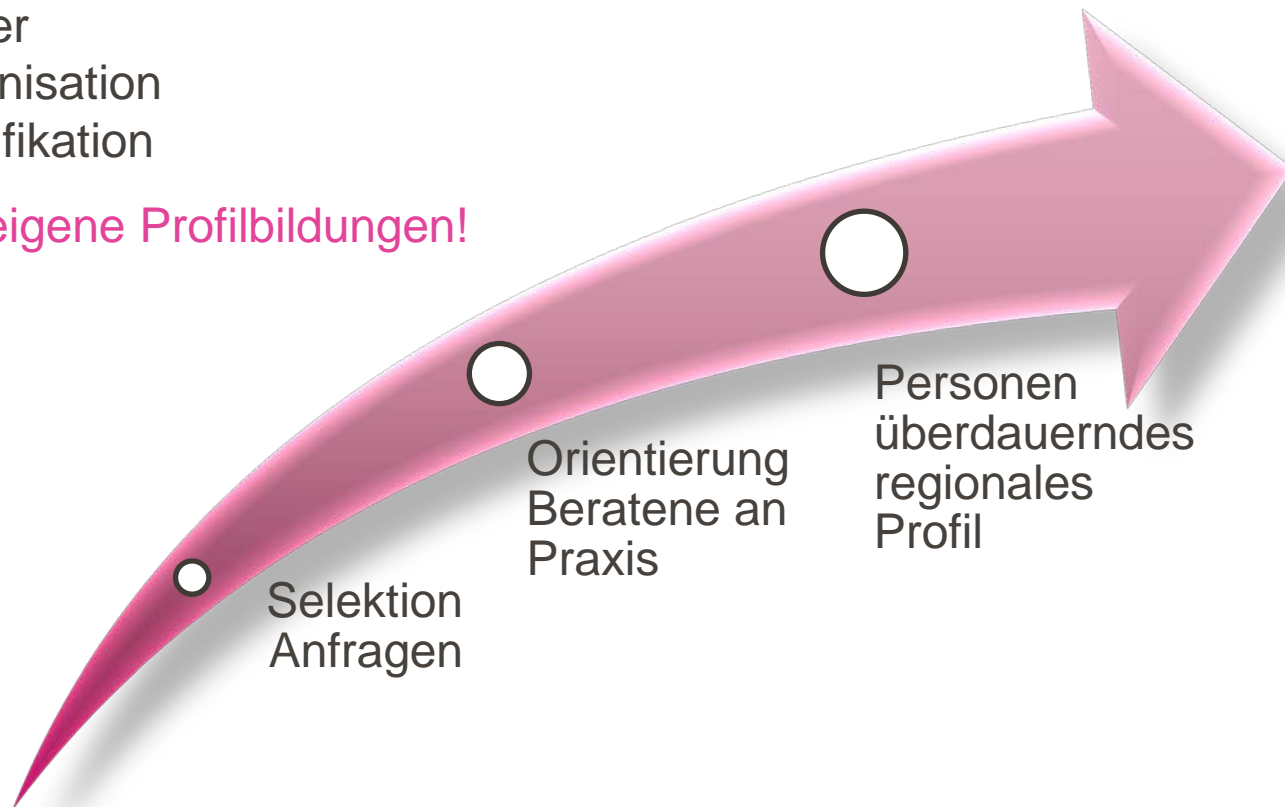 er
nisation
fikation
eigene Profilbildungen!
Personen
überdauerndes
regionales
Profil
Orientierung
Beratene an
Praxis
Selektion
Anfragen